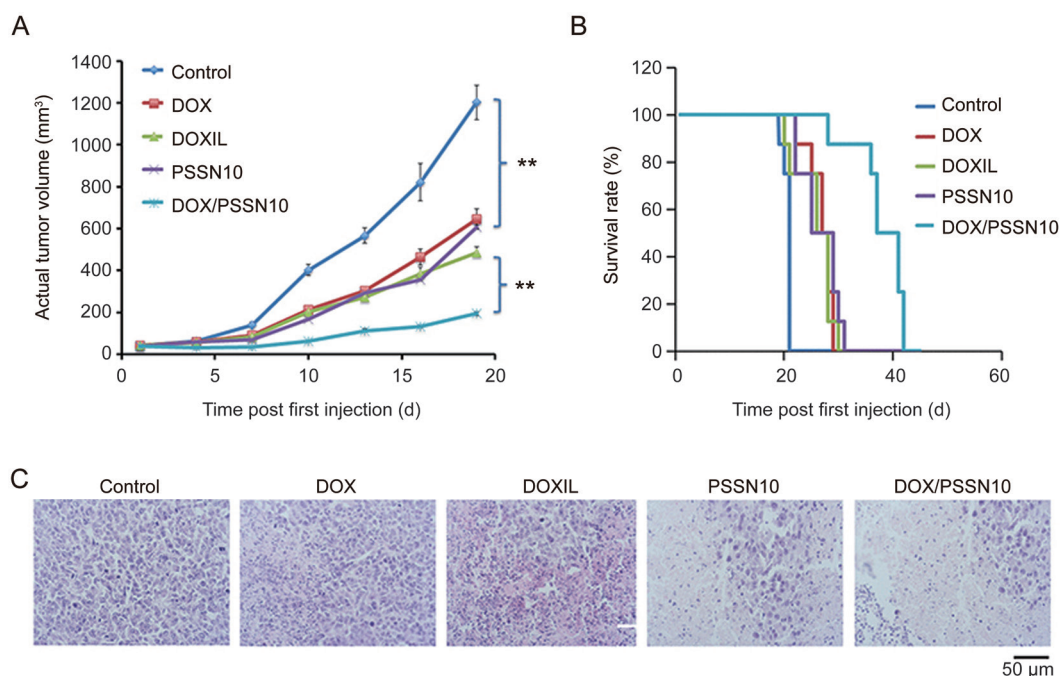 A
Actual tumor volume (mm³)
1400
1200
1000
800
600
400
200
0
0
5
10
15
20
Time post first injection (d)
Control
DOX
DOXIL
PSSN10
DOX/PSSN10
**
**
B
Survival rate (%)
120
100
80
60
40
20
0
0
20
40
60
Time post first injection (d)
Control
DOX
DOXIL
PSSN10
DOX/PSSN10
C
Control
DOX
DOXIL
PSSN10
DOX/PSSN10
50 μm